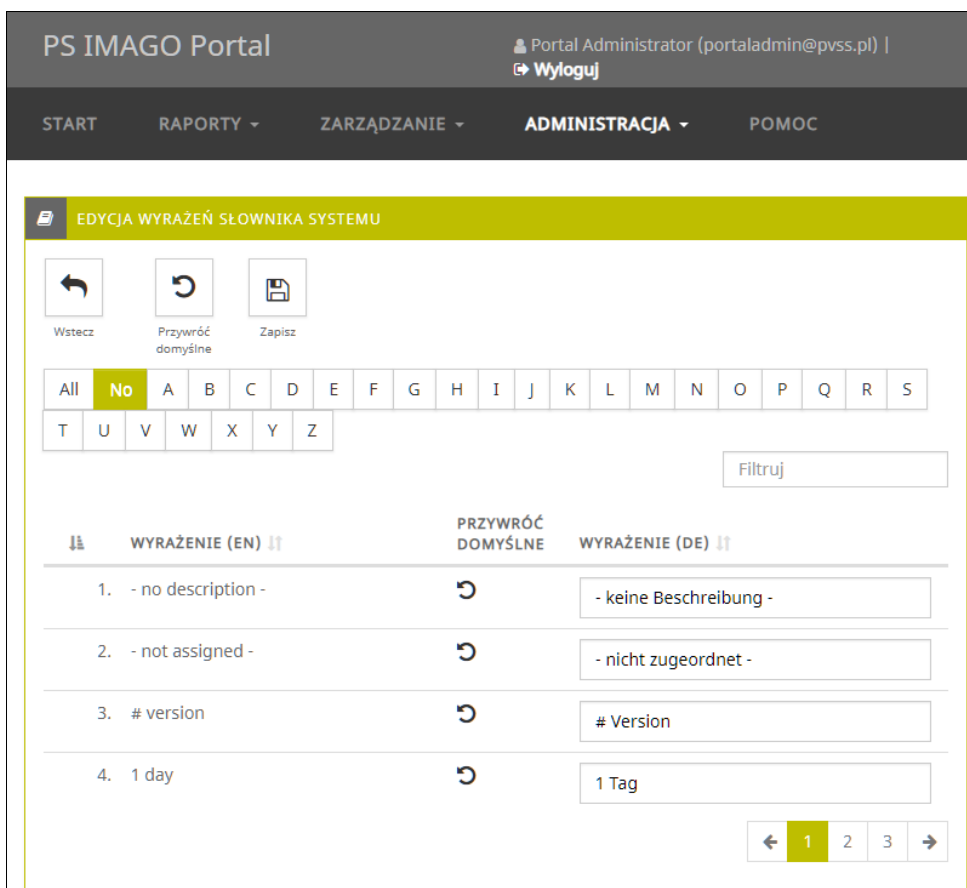 PS IMAGO Portal
Portal Administrator (portaladmin@pvss.pl) |
Wyloguj
START RAPORTY ZARZĄDZANIE ADMINISTRACJA POMOC
EDYCJA WYRAŻEŃ SŁOWNIKA SYSTEMU
Wstecz Przywróć domyślne Zapisz
All No A B C D E F G H I J K L M N O P Q R S
T U V W X Y Z
Filtruj
WYRAŻENIE (EN) PRZYWRÓĆ DOMYŚLNE WYRAŻENIE (DE)
1. - no description - - keine Beschreibung -
2. - not assigned - - nicht zugeordnet -
3. # version # Version
4. 1 day 1 Tag
1 2 3